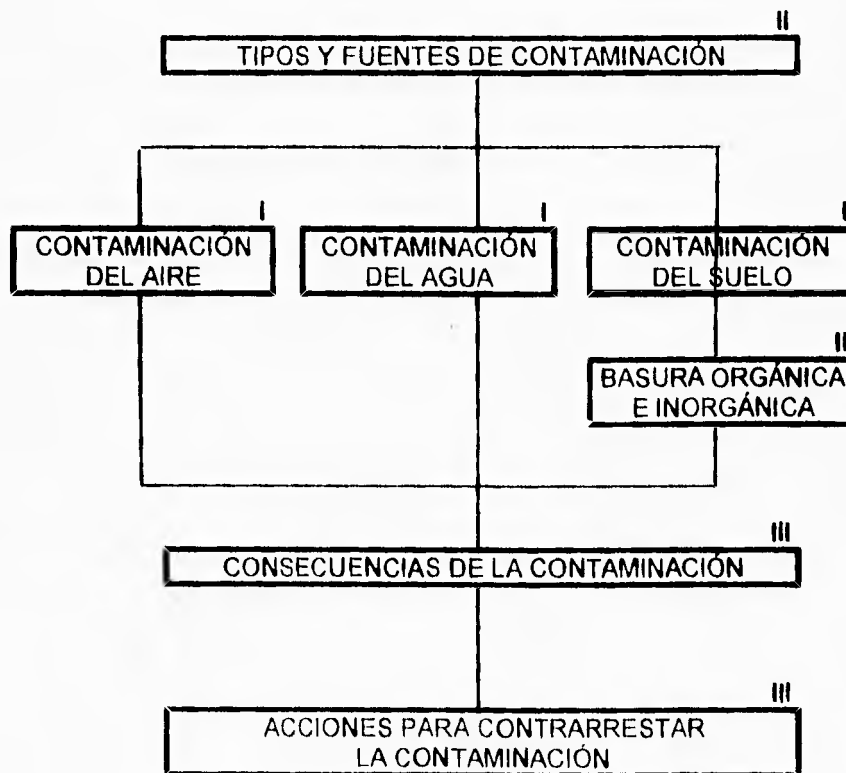 II
TIPOS Y FUENTES DE CONTAMINACIÓN
I
I
CONTAMINACIÓN
DEL AIRE
CONTAMINACIÓN
DEL AGUA
CONTAMINACIÓN
DEL SUELO
BASURA ORGÁNICA
E INORGÁNICA
III
CONSECUENCIAS DE LA CONTAMINACIÓN
III
ACCIONES PARA CONTRARRESTAR
LA CONTAMINACIÓN